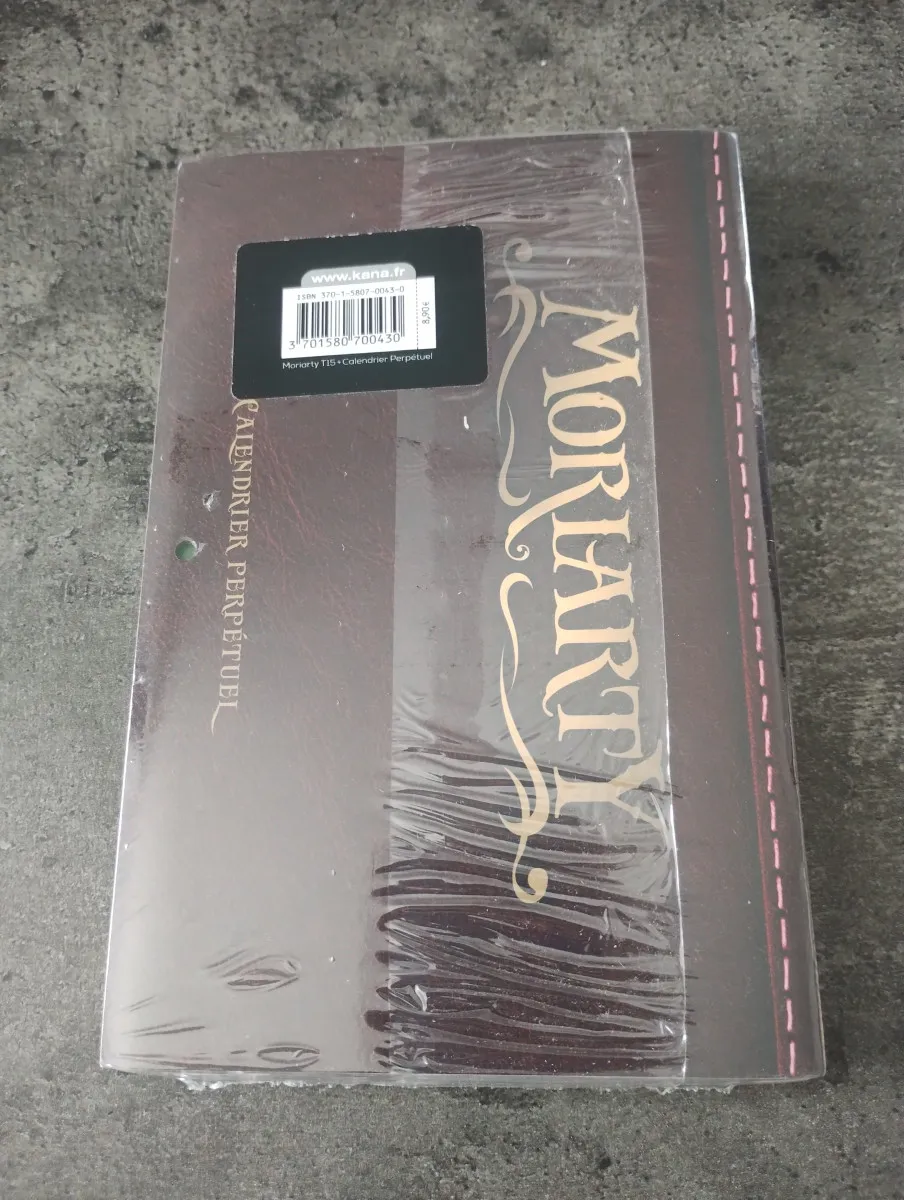 www.kana.fr
ISBN 370-1-5807-0043-0
8,90€
3 701580 700430
Moriarty T15 + Calendrier Perpétuel
MORIARTY
CALENDRIER PERPÉTUEL